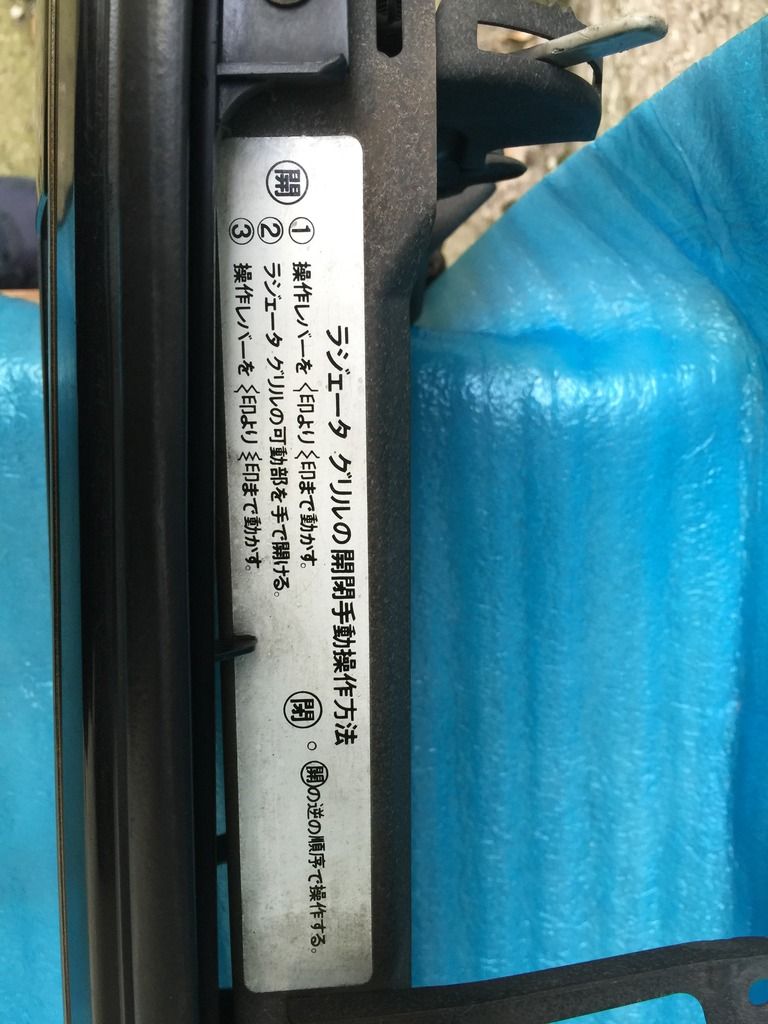 ラジエータ グリルの開閉手動操作方法
開 ① 操作レバーを〈印より〈印まで動かす。
② ラジエータ グリルの可動部を手で開ける。
③ 操作レバーを〈印より〈印まで動かす。
閉 ○ 開の逆の順序で操作する。